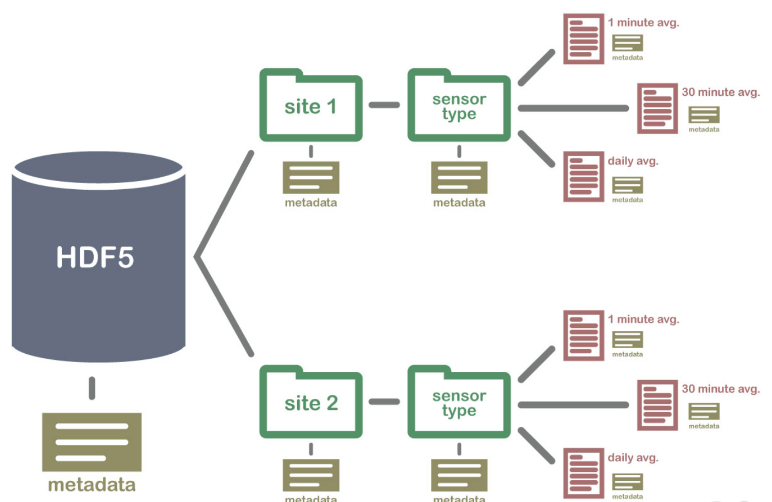 1 minute avg.
metadata
site 1
sensor
type
30 minute avg.
metadata
metadata
metadata
daily avg.
metadata
HDF5
1 minute avg.
metadata
site 2
sensor
type
30 minute avg.
metadata
metadata
metadata
daily avg.
metadata
metadata